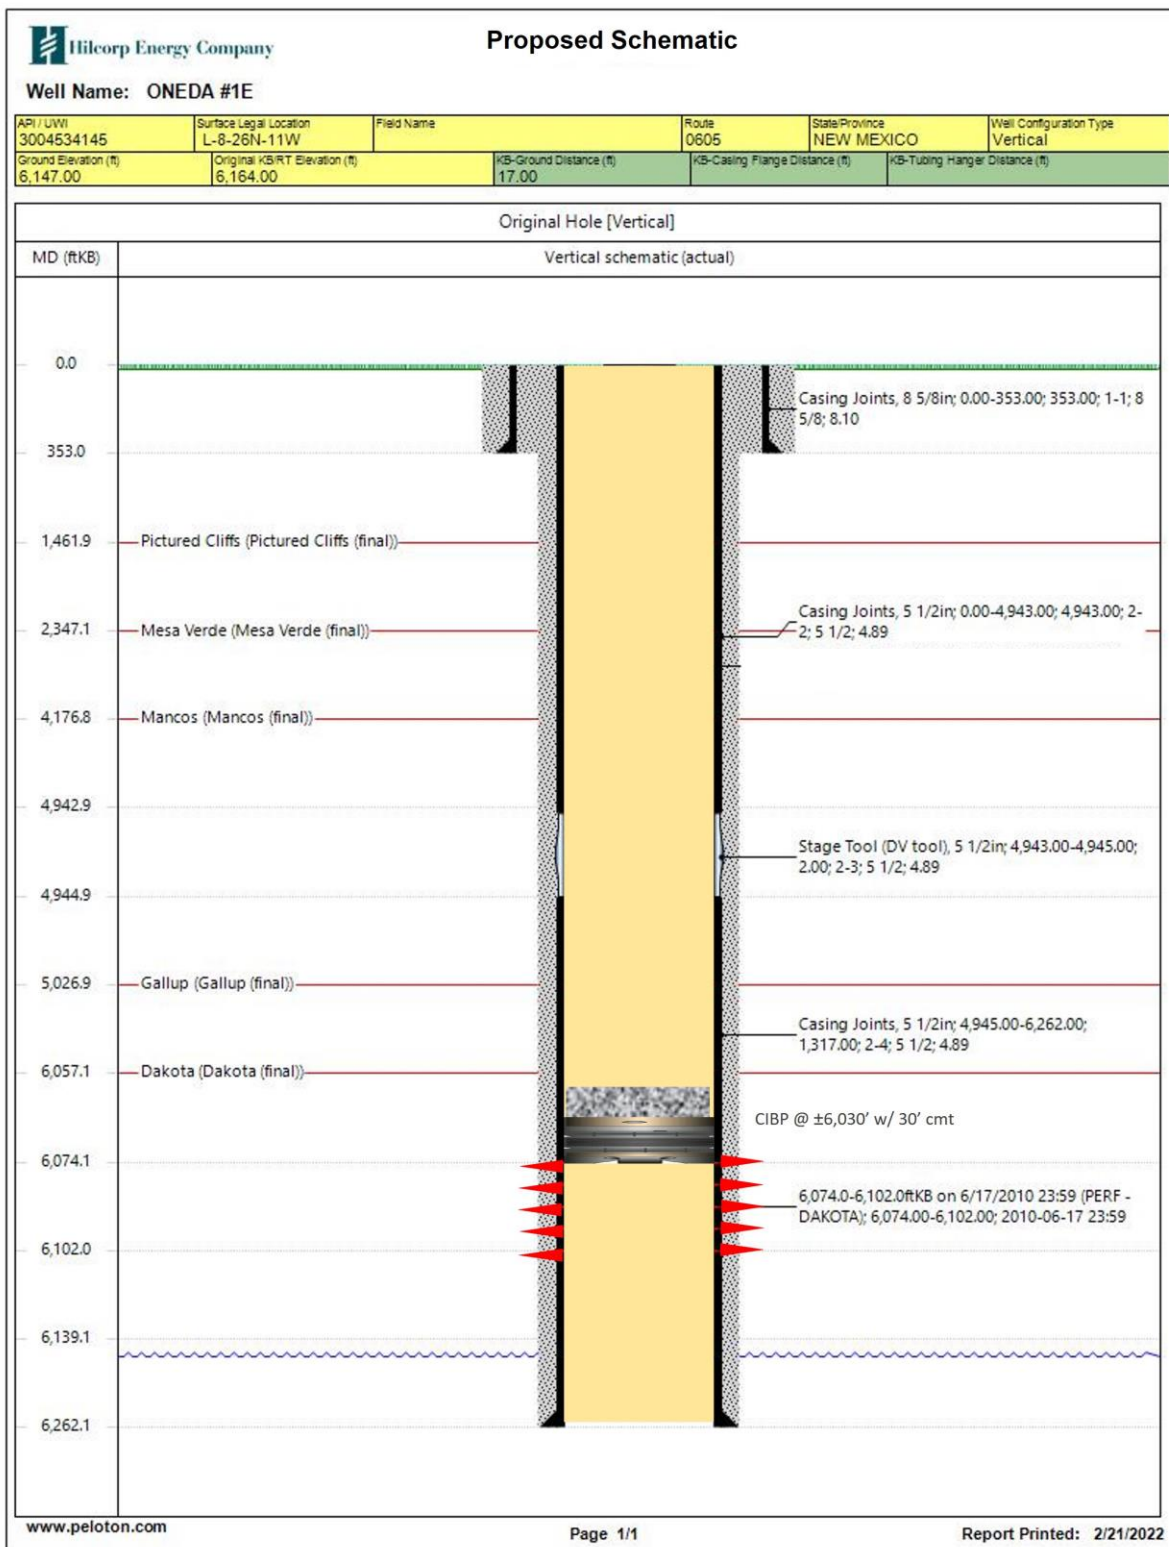 Hilcorp Energy Company
Proposed Schematic
Well Name: ONEDA #1E
API / UWI
3004534145
Surface Legal Location
L-8-26N-11W
Field Name
Route
0605
State/Province
NEW MEXICO
Well Configuration Type
Vertical
Ground Elevation (ft)
6,147.00
Original KB/RT Elevation (ft)
6,164.00
KB-Ground Distance (ft)
17.00
KB-Casing Flange Distance (ft)
KB-Tubing Hanger Distance (ft)
Original Hole [Vertical]
MD (ftKB)
Vertical schematic (actual)
0.0
Casing Joints, 8 5/8in; 0.00-353.00; 353.00; 1-1; 8
5/8; 8.10
353.0
1,461.9
Pictured Cliffs (Pictured Cliffs (final))
Casing Joints, 5 1/2in; 0.00-4,943.00; 4,943.00; 2-
2; 5 1/2; 4.89
2,347.1
Mesa Verde (Mesa Verde (final))
4,176.8
Mancos (Mancos (final))
4,942.9
Stage Tool (DV tool), 5 1/2in; 4,943.00-4,945.00;
2.00; 2-3; 5 1/2; 4.89
4,944.9
5,026.9
Gallup (Gallup (final))
Casing Joints, 5 1/2in; 4,945.00-6,262.00;
1,317.00; 2-4; 5 1/2; 4.89
6,057.1
Dakota (Dakota (final))
CIBP @ ±6,030’ w/ 30’ cmt
6,074.1
6,074.0-6,102.0ftKB on 6/17/2010 23:59 (PERF -
DAKOTA); 6,074.00-6,102.00; 2010-06-17 23:59
6,102.0
6,139.1
6,262.1
www.peloton.com
Page 1/1
Report Printed: 2/21/2022